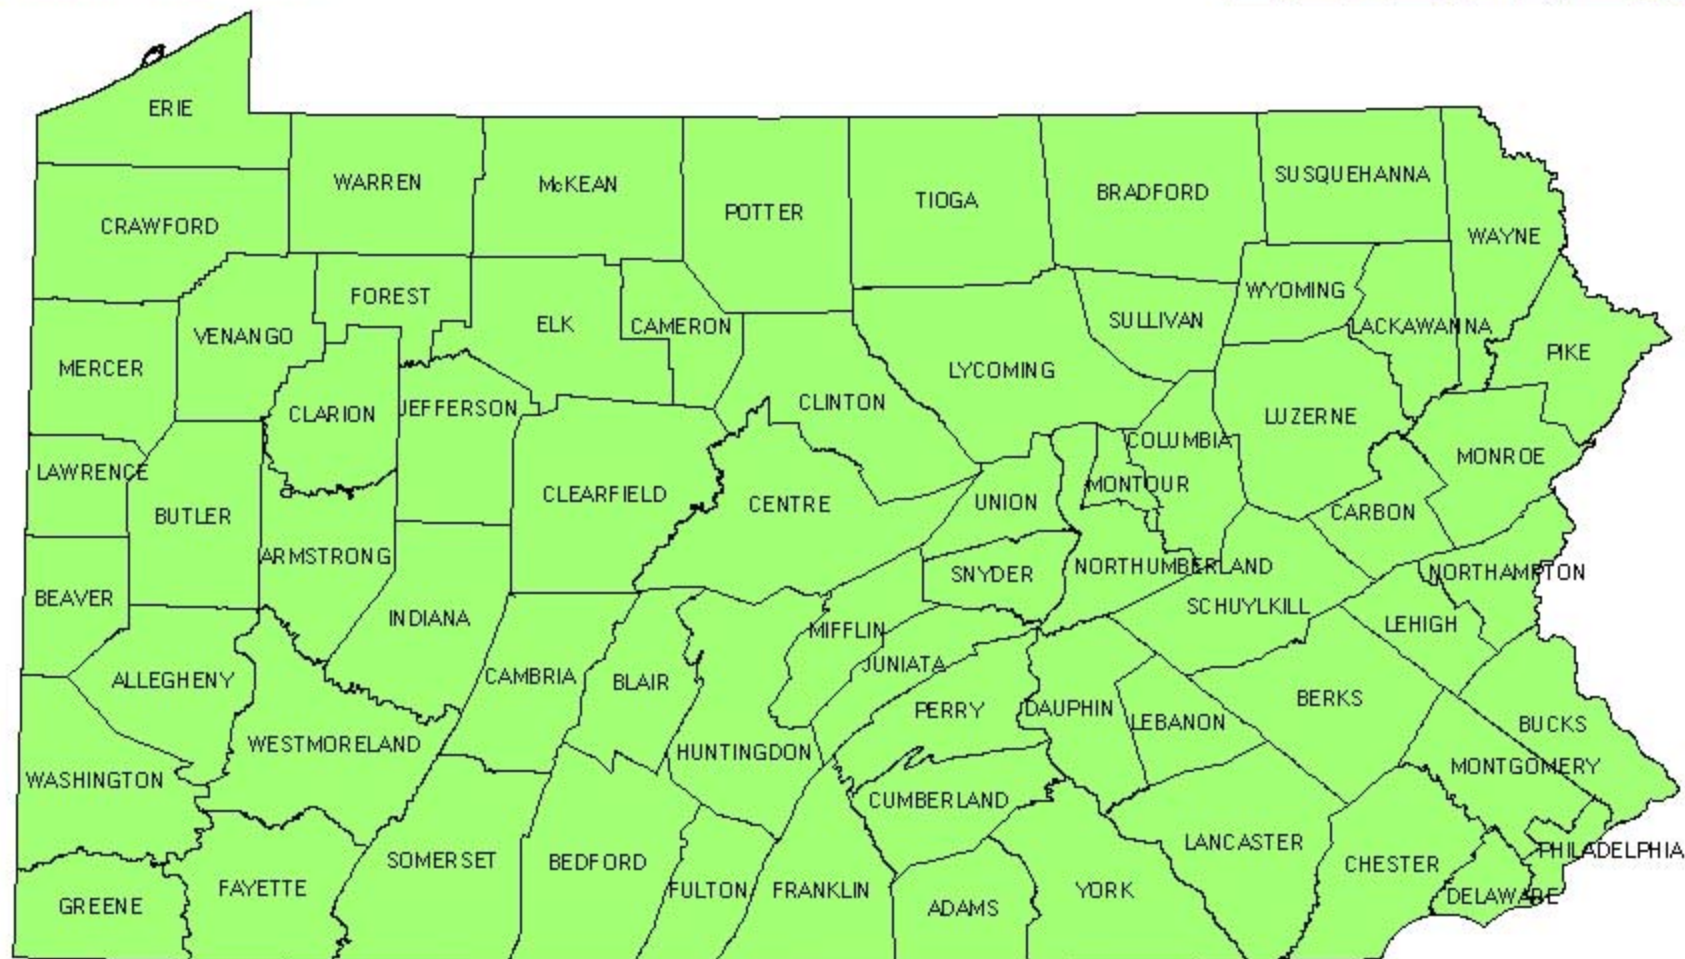 ERIE
WARREN
McKEAN
POTTER
TIOGA
BRADFORD
SUSQUEHANNA
WAYNE
CRAWFORD
FOREST
ELK
CAMERON
VENANGO
MERCER
CLARION
JEFFERSON
CLINTON
LYCOMING
SULLIVAN
WYOMING
LACKAWANNA
PIKE
LUZERNE
COLUMBIA
MONTOUR
MONROE
LAWRENCE
BUTLER
ARMSTRONG
CLEARFIELD
CENTRE
UNION
CARBON
BEAVER
INDIANA
SNYDER
NORTHUMBERLAND
NORTHAMPTON
SCHUYLKILL
LEHIGH
MIFFLIN
JUNIATA
ALLEGHENY
CAMBRIA
BLAIR
PERRY
DAUPHIN
LEBANON
BERKS
BUCKS
WESTMORELAND
HUNTINGDON
WASHINGTON
CUMBERLAND
MONTGOMERY
LANCASTER
PHILADELPHIA
SOMERSET
BEDFORD
CHESTER
GREENE
FAYETTE
FULTON
FRANKLIN
ADAMS
YORK
DELAWARE